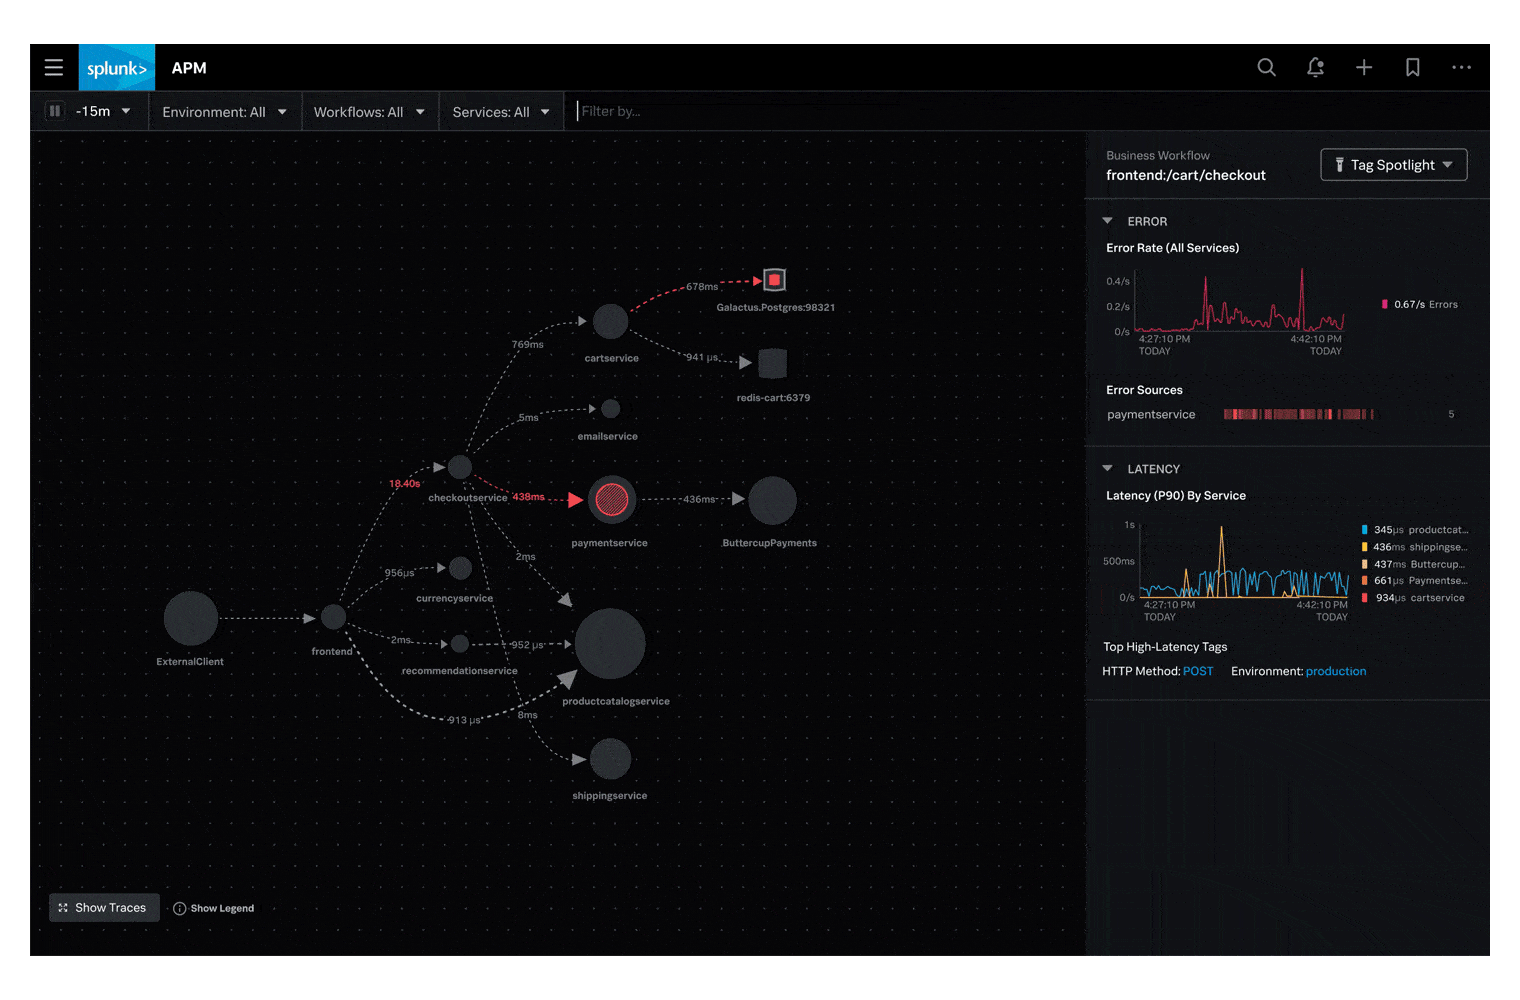 splunk> APM
-15m Environment: All Workflows: All Services: All Filter by...
Business Workflow
frontend:/cart/checkout
Tag Spotlight
ERROR
Error Rate (All Services)
0.4/s
0.2/s
0/s
4:27:10 PM
TODAY
4:42:10 PM
TODAY
0.67/s Errors
Error Sources
paymentservice 5
LATENCY
Latency (P90) By Service
1s
500ms
0/s
4:27:10 PM
TODAY
4:42:10 PM
TODAY
345µs productcat...
436ms shippingse...
437ms Buttercup...
661µs Paymentse...
934µs cartservice
Top High-Latency Tags
HTTP Method: POST Environment: production
678ms
Galactus.Postgres:98321
769ms
cartservice
941 µs
redis-cart:6379
5ms
emailservice
18.40s
checkoutservice
438ms
paymentservice
436ms
ButtercupPayments
2ms
956µs
currencyservice
ExternalClient
frontend
2ms
recommendationservice
952 µs
productcatalogservice
913 µs
8ms
shippingservice
Show Traces
Show Legend